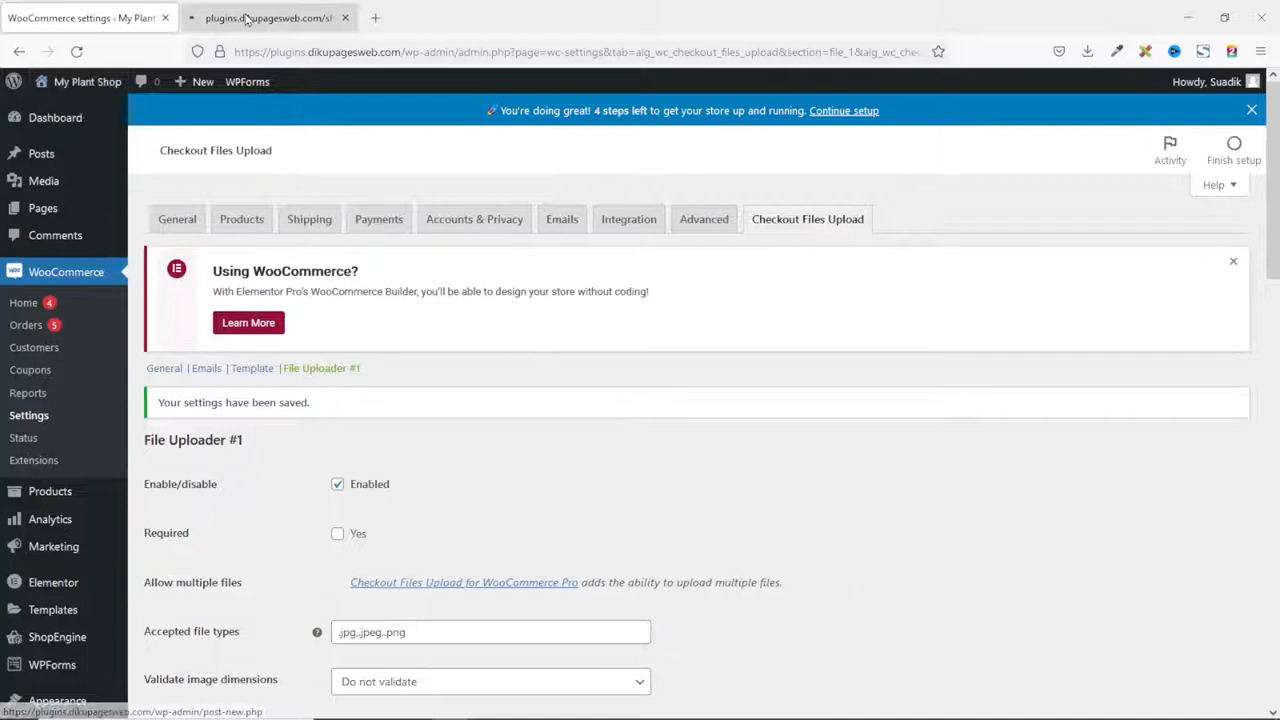 WooCommerce settings - My Plant
plugins.dikupagesweb.com/sl
https://plugins.dikupagesweb.com/wp-admin/admin.php?page=wc-settings&tab=alg_wc_checkout_files_upload&section=file_1&alg_wc_chec
My Plant Shop
0
New
WPForms
Howdy, Suadik
🚀 You're doing great! 4 steps left to get your store up and running. Continue setup
Dashboard
Posts
Media
Pages
Comments
WooCommerce
Home 4
Orders 5
Customers
Coupons
Reports
Settings
Status
Extensions
Products
Analytics
Marketing
Elementor
Templates
ShopEngine
WPForms
Appearance
Checkout Files Upload
Activity
Finish setup
Help
General
Products
Shipping
Payments
Accounts & Privacy
Emails
Integration
Advanced
Checkout Files Upload
Using WooCommerce?
With Elementor Pro's WooCommerce Builder, you'll be able to design your store without coding!
Learn More
General | Emails | Template | File Uploader #1
Your settings have been saved.
File Uploader #1
Enable/disable
Enabled
Required
Yes
Allow multiple files
Checkout Files Upload for WooCommerce Pro adds the ability to upload multiple files.
Accepted file types
.jpg,.jpeg,.png
Validate image dimensions
Do not validate
https://plugins.dikupagesweb.com/wp-admin/post-new.php